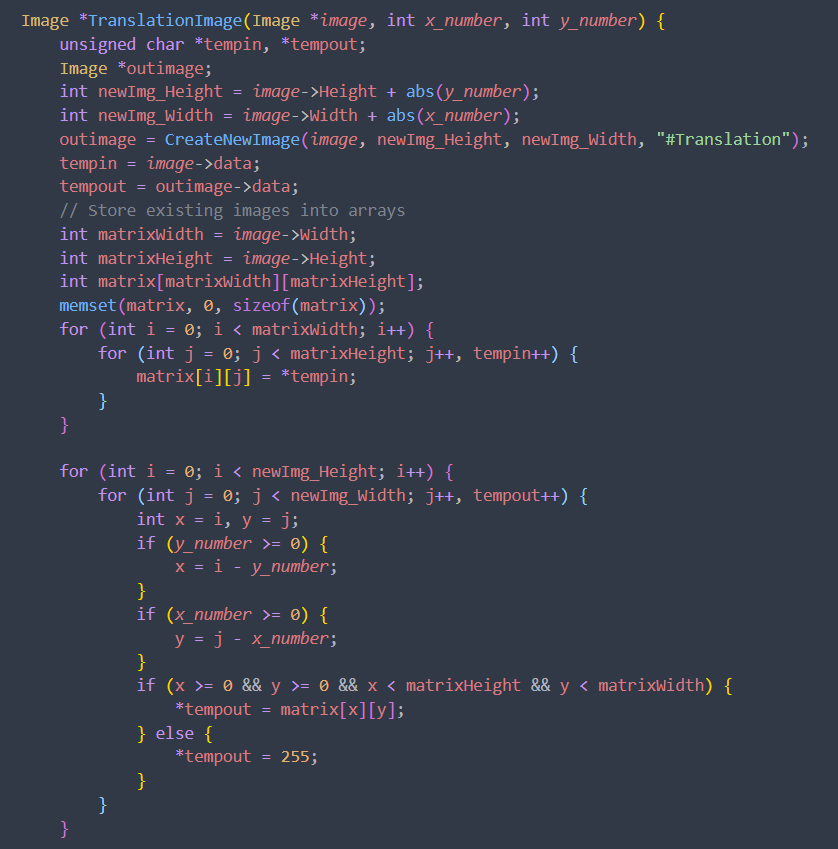 Image *TranslationImage(Image *image, int x_number, int y_number) {
    unsigned char *tempin, *tempout;
    Image *outimage;
    int newImg_Height = image->Height + abs(y_number);
    int newImg_Width = image->Width + abs(x_number);
    outimage = CreateNewImage(image, newImg_Height, newImg_Width, "#Translation");
    tempin = image->data;
    tempout = outimage->data;
    // Store existing images into arrays
    int matrixWidth = image->Width;
    int matrixHeight = image->Height;
    int matrix[matrixWidth][matrixHeight];
    memset(matrix, 0, sizeof(matrix));
    for (int i = 0; i < matrixWidth; i++) {
        for (int j = 0; j < matrixHeight; j++, tempin++) {
            matrix[i][j] = *tempin;
        }
    }

    for (int i = 0; i < newImg_Height; i++) {
        for (int j = 0; j < newImg_Width; j++, tempout++) {
            int x = i, y = j;
            if (y_number >= 0) {
                x = i - y_number;
            }
            if (x_number >= 0) {
                y = j - x_number;
            }
            if (x >= 0 && y >= 0 && x < matrixHeight && y < matrixWidth) {
                *tempout = matrix[x][y];
            } else {
                *tempout = 255;
            }
        }
    }